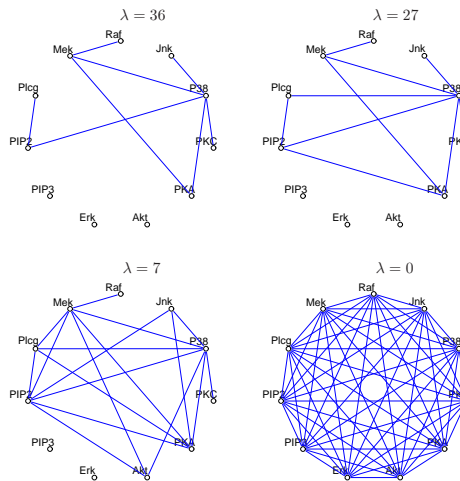 λ = 36
Raf
Mek
Jnk
Plcg
P38
PIP2
PKC
PIP3
PKA
Erk
Akt
λ = 27
Raf
Mek
Jnk
Plcg
P38
PIP2
PK
PIP3
PKA
Erk
Akt
λ = 7
Raf
Mek
Jnk
Plcg
P38
PIP2
PKC
PIP3
PKA
Erk
Akt
λ = 0
Raf
Mek
Jnk
Plcg
P38
PIP2
PK
PIP3
PKA
Erk
Akt